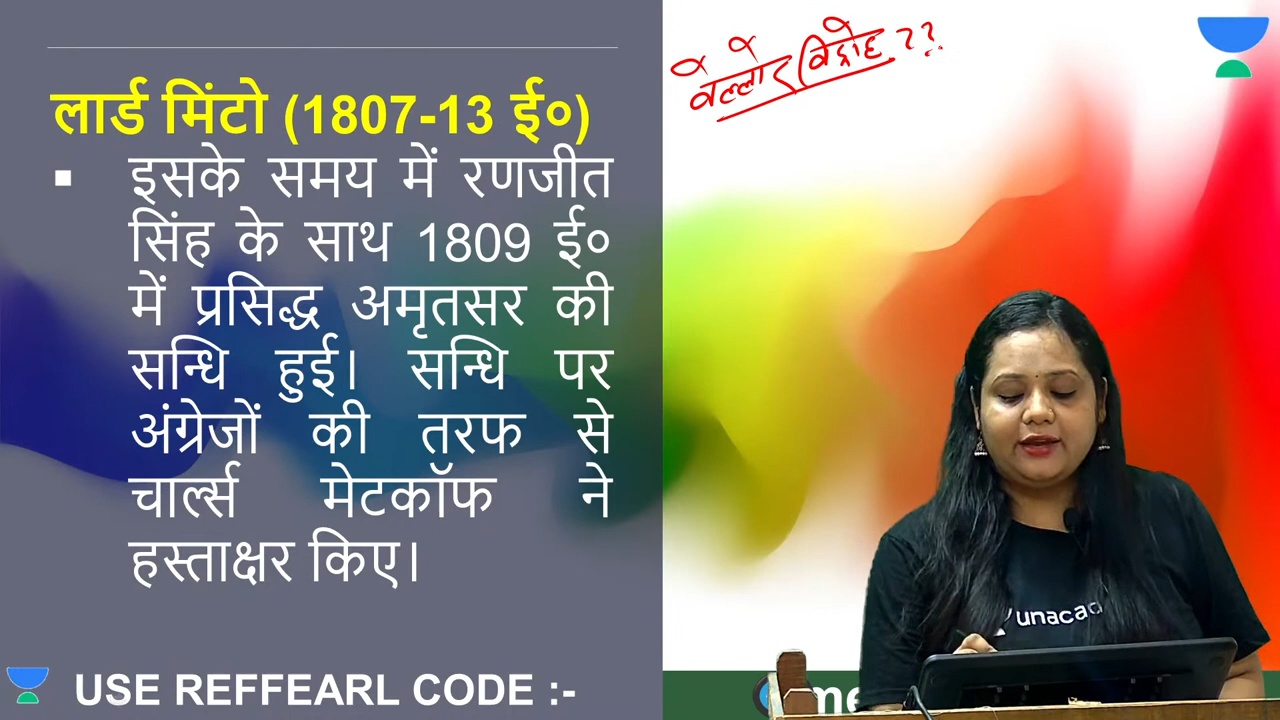 लार्ड मिंटो (1807-13 ई०)
▪ इसके समय में रणजीत
सिंह के साथ 1809 ई०
में प्रसिद्ध अमृतसर की
सन्धि हुई। सन्धि पर
अंग्रेजों की तरफ से
चार्ल्स मेटकॉफ ने
हस्ताक्षर किए।
USE REFFEARL CODE :-
वेल्लोर विद्रोह ??